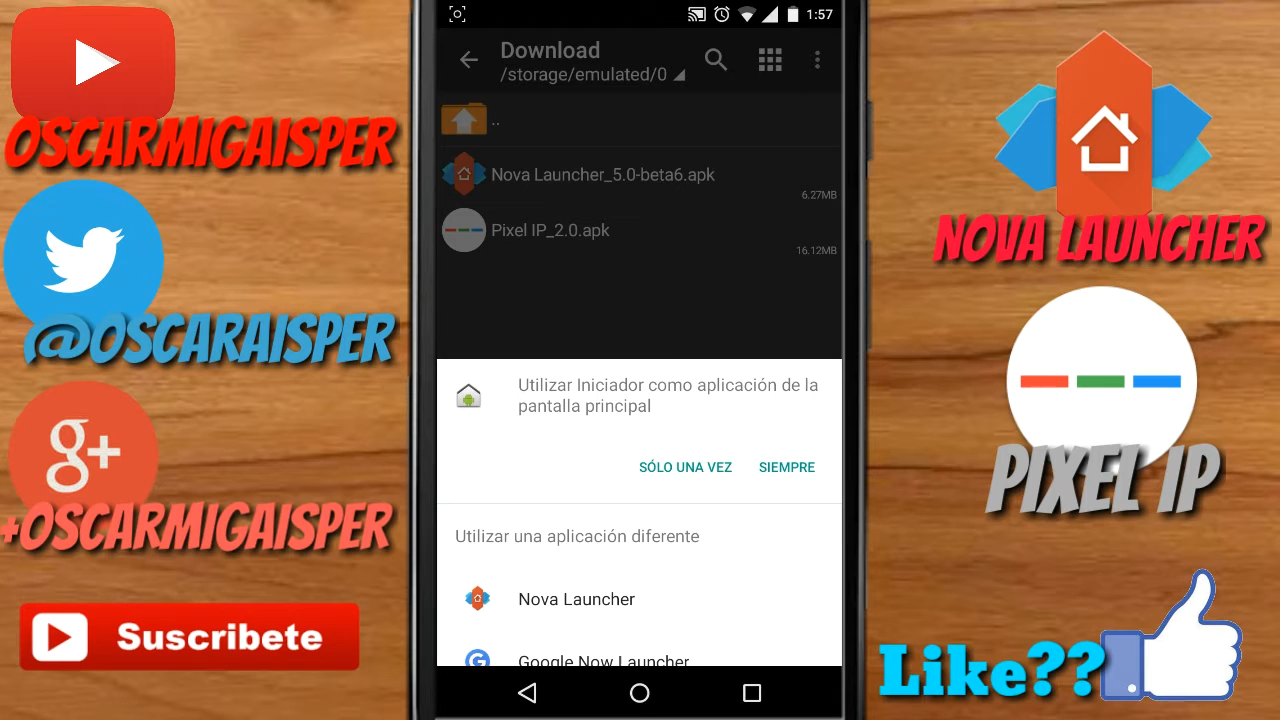 OSCARMIGAISPER
@OSCARAISPER
g+
+OSCARMIGAISPER
Suscribete
1:57
Download
/storage/emulated/0
..
Nova Launcher_5.0-beta6.apk
6.27MB
Pixel IP_2.0.apk
16.12MB
Utilizar Iniciador como aplicación de la
pantalla principal
SÓLO UNA VEZ SIEMPRE
Utilizar una aplicación diferente
Nova Launcher
G Google Now Launcher
NOVA LAUNCHER
PIXEL IP
Like??